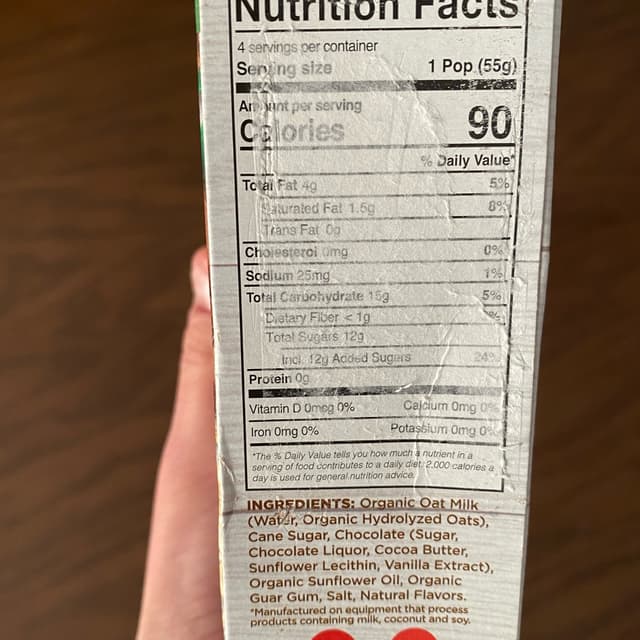 Nutrition Facts
4 servings per container
Serving size 1 Pop (55g)
Amount per serving
Calories 90
% Daily Value*
Total Fat 4g 5%
Saturated Fat 1.5g 8%
Trans Fat 0g
Cholesterol 0mg 0%
Sodium 25mg 1%
Total Carbohydrate 15g 5%
Dietary Fiber < 1g
Total Sugars 12g
Incl. 12g Added Sugars 24%
Protein 0g
Vitamin D 0mcg 0% Calcium 0mg 0%
Iron 0mg 0% Potassium 0mg 0%
*The % Daily Value tells you how much a nutrient in a
serving of food contributes to a daily diet. 2,000 calories a
day is used for general nutrition advice.
INGREDIENTS: Organic Oat Milk
(Water, Organic Hydrolyzed Oats),
Cane Sugar, Chocolate (Sugar,
Chocolate Liquor, Cocoa Butter,
Sunflower Lecithin, Vanilla Extract),
Organic Sunflower Oil, Organic
Guar Gum, Salt, Natural Flavors.
*Manufactured on equipment that process
products containing milk, coconut and soy.